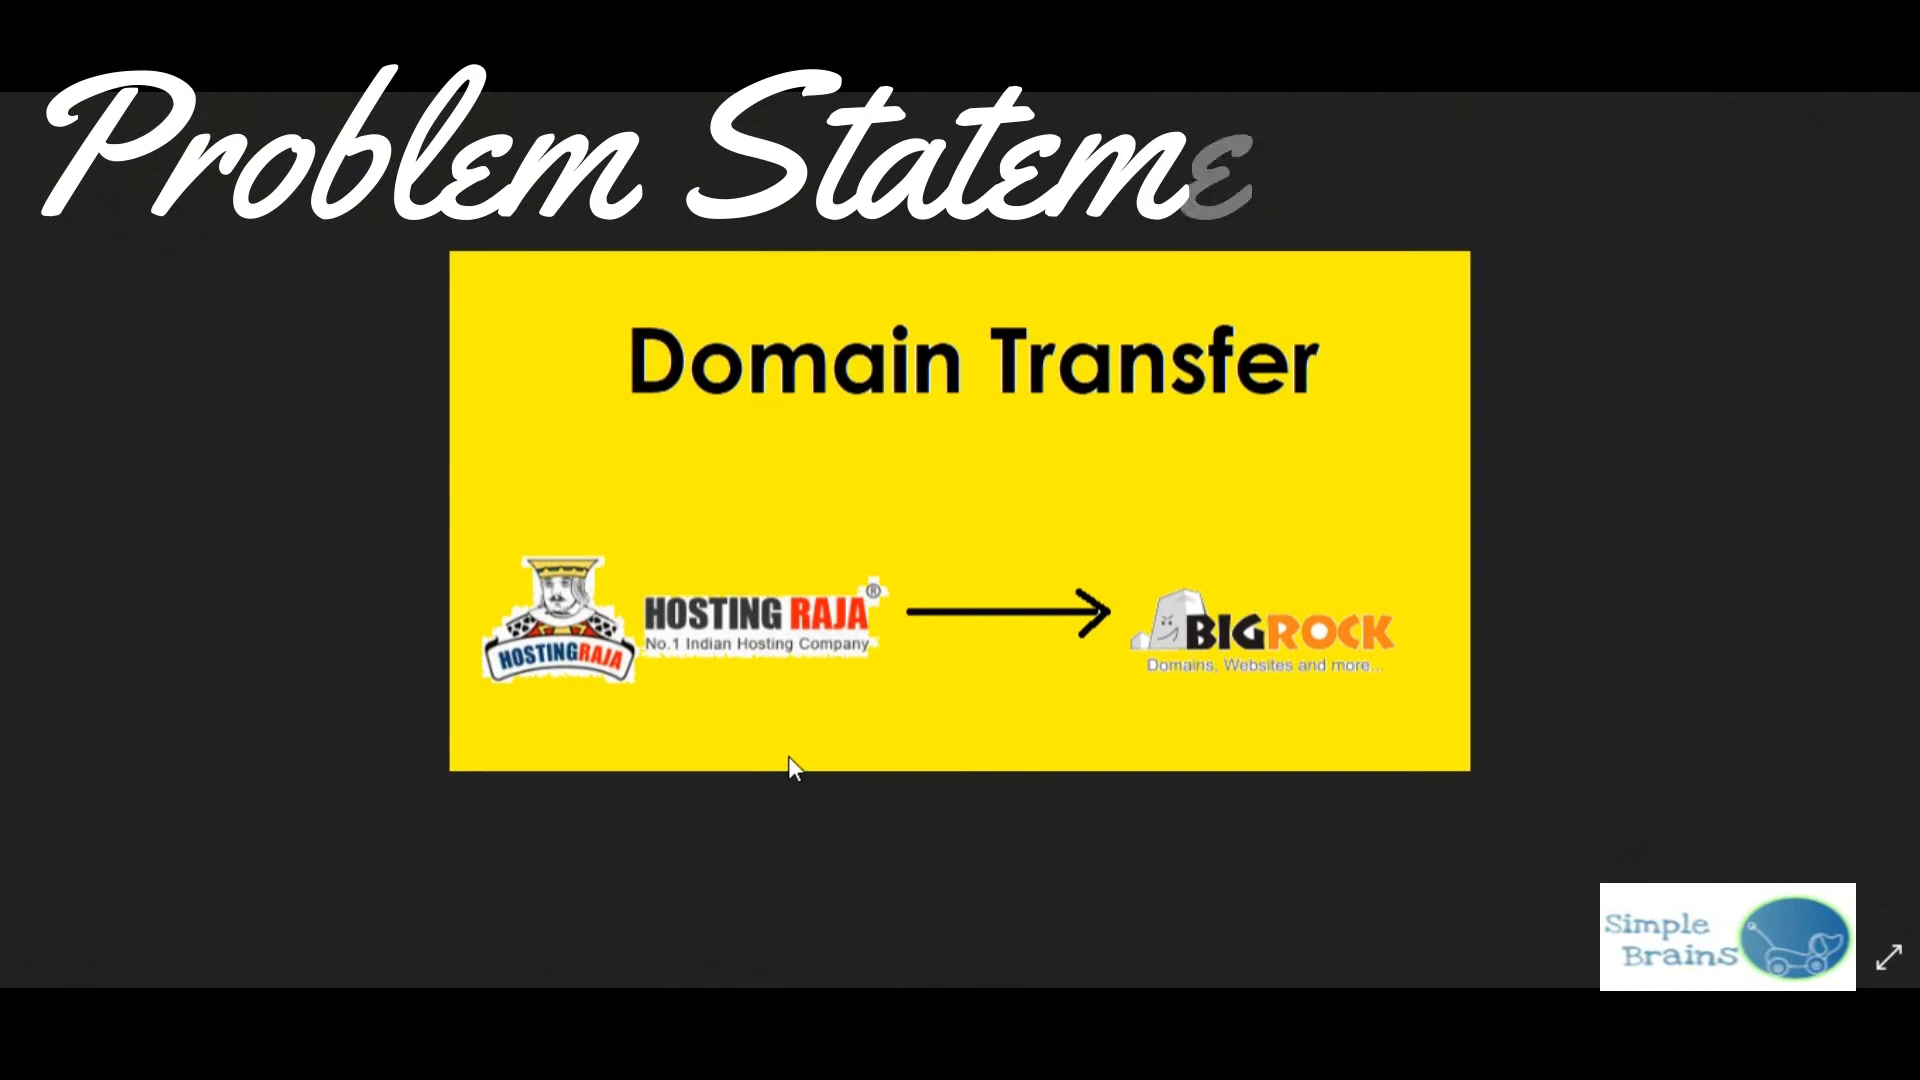 Problem Stateme
Domain Transfer
HOSTINGRAJA
HOSTING RAJA®
No.1 Indian Hosting Company
BIGROCK
Domains, Websites and more...
Simple
Brains